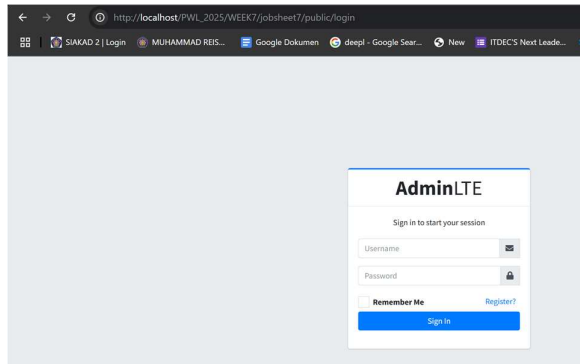 http://localhost/PWL_2025/WEEK7/jobsheet7/public/login
SIAKAD 2 | Login MUHAMMAD REIS... Google Dokumen deepl - Google Sear... New ITDEC'S Next Leade...
AdminLTE
Sign in to start your session
Username
Password
Remember Me Register?
Sign In